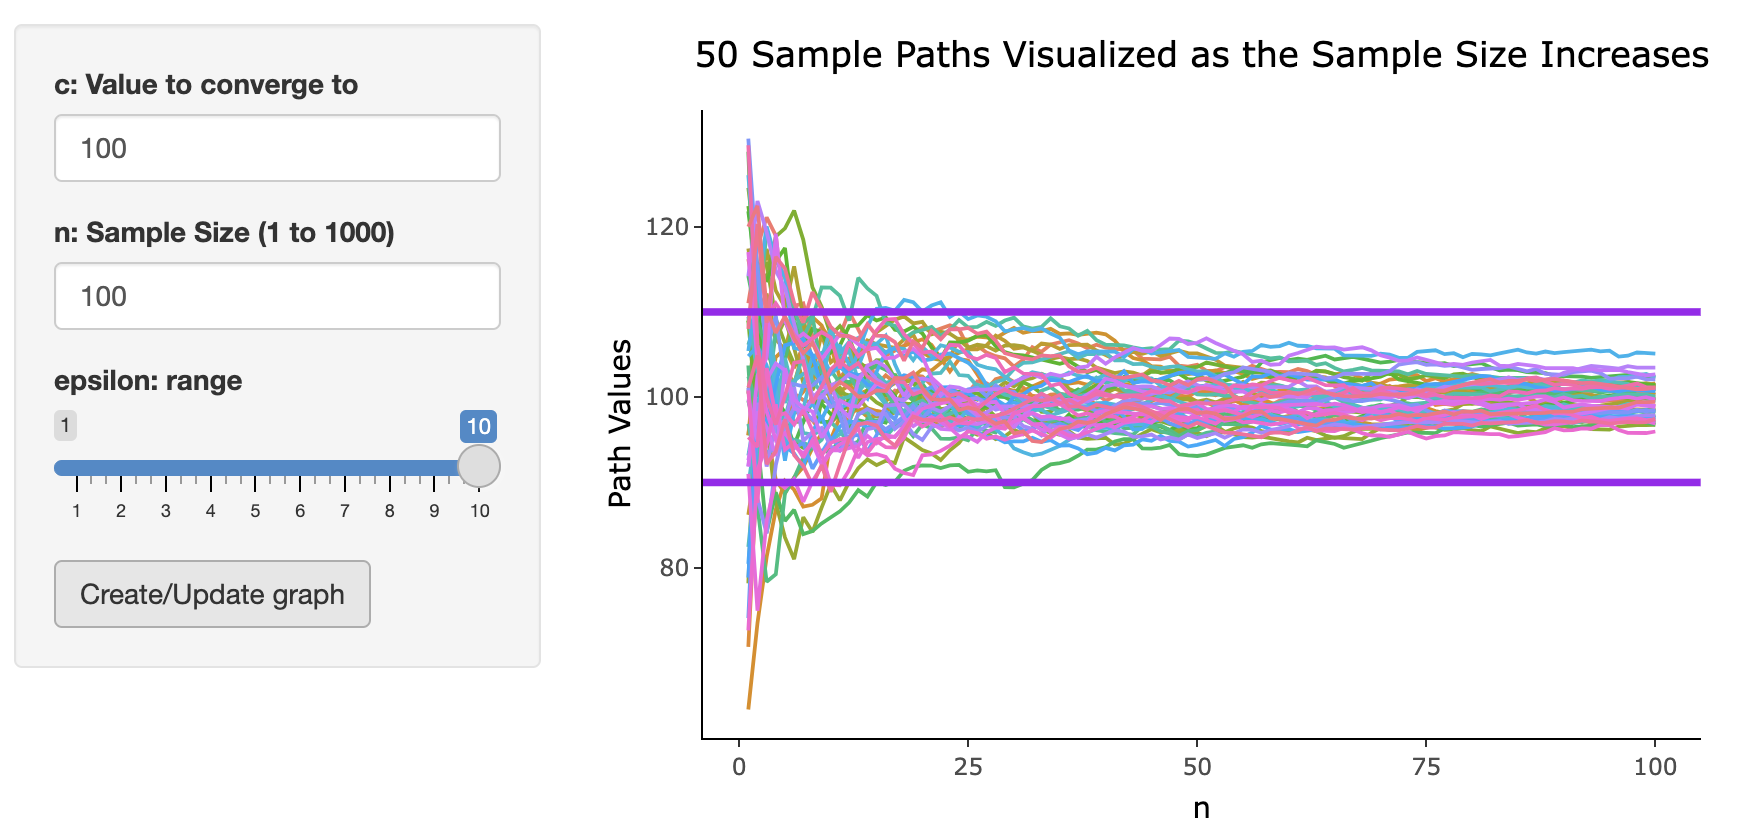 c: Value to converge to
100
n: Sample Size (1 to 1000)
100
epsilon: range
1 10
1 2 3 4 5 6 7 8 9 10
Create/Update graph
50 Sample Paths Visualized as the Sample Size Increases
Path Values
120
100
80
0 25 50 75 100
n